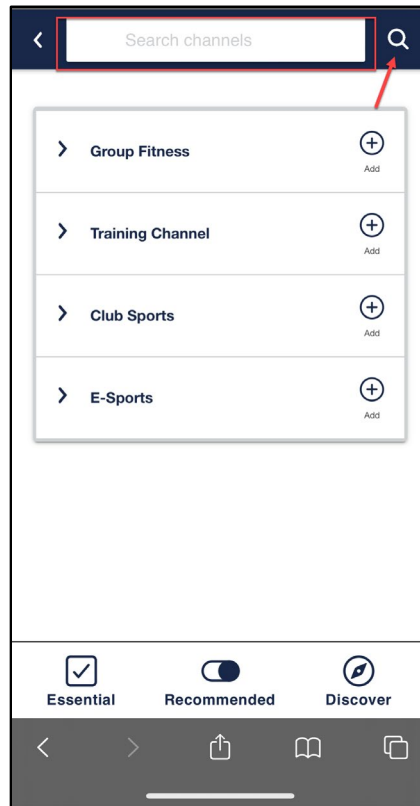 Search channels
Group Fitness
Add
Training Channel
Add
Club Sports
Add
E-Sports
Add
Essential Recommended Discover